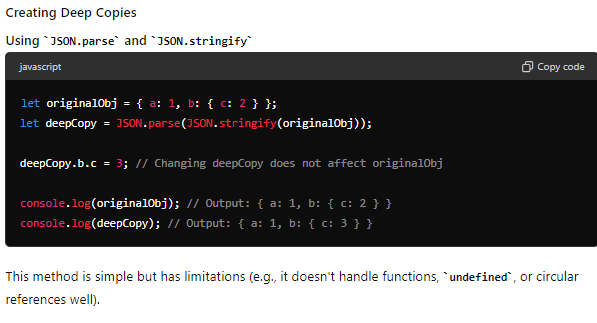 Creating Deep Copies
Using `JSON.parse` and `JSON.stringify`
javascript
Copy code
let originalObj = { a: 1, b: { c: 2 } };
let deepCopy = JSON.parse(JSON.stringify(originalObj));
deepCopy.b.c = 3; // Changing deepCopy does not affect originalObj
console.log(originalObj); // Output: { a: 1, b: { c: 2 } }
console.log(deepCopy); // Output: { a: 1, b: { c: 3 } }
This method is simple but has limitations (e.g., it doesn't handle functions, `undefined`, or circular
references well).